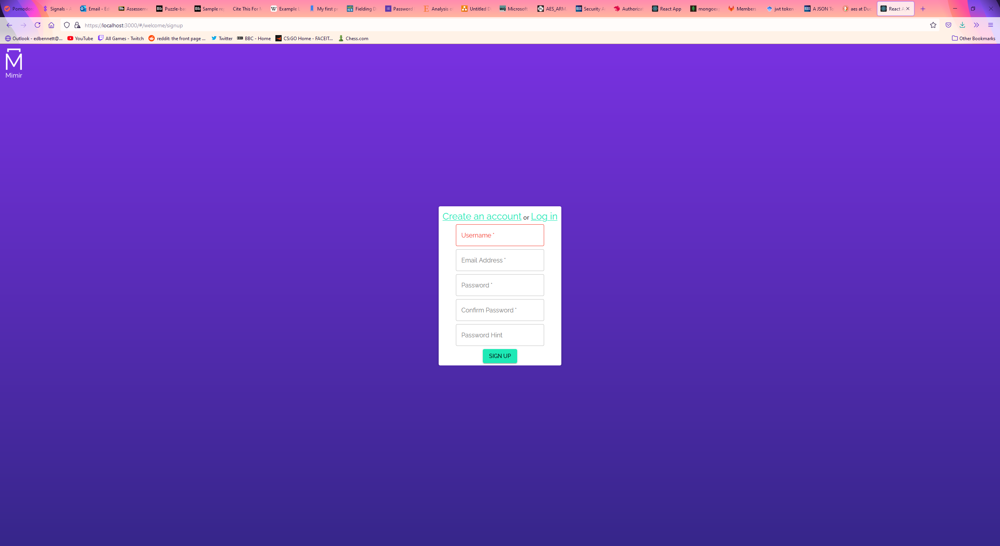 Pomodoro Signals - A Email - Ed Assessme Puzzle-ba Sample rep Cite This For M Example L My first pr Fielding D Password Analysis o Untitled D Microsoft AES_ARM Security A Authorizat React App mongoexp Members jwt token A JSON To aes at Duc React A
https://localhost:3000/#/welcome/signup
Outlook - edbennett@... YouTube All Games - Twitch reddit: the front page ... Twitter BBC - Home CS:GO Home - FACEIT... Chess.com Other Bookmarks
M
Mimir
Create an account or Log in
Username *
Email Address *
Password *
Confirm Password *
Password Hint
SIGN UP